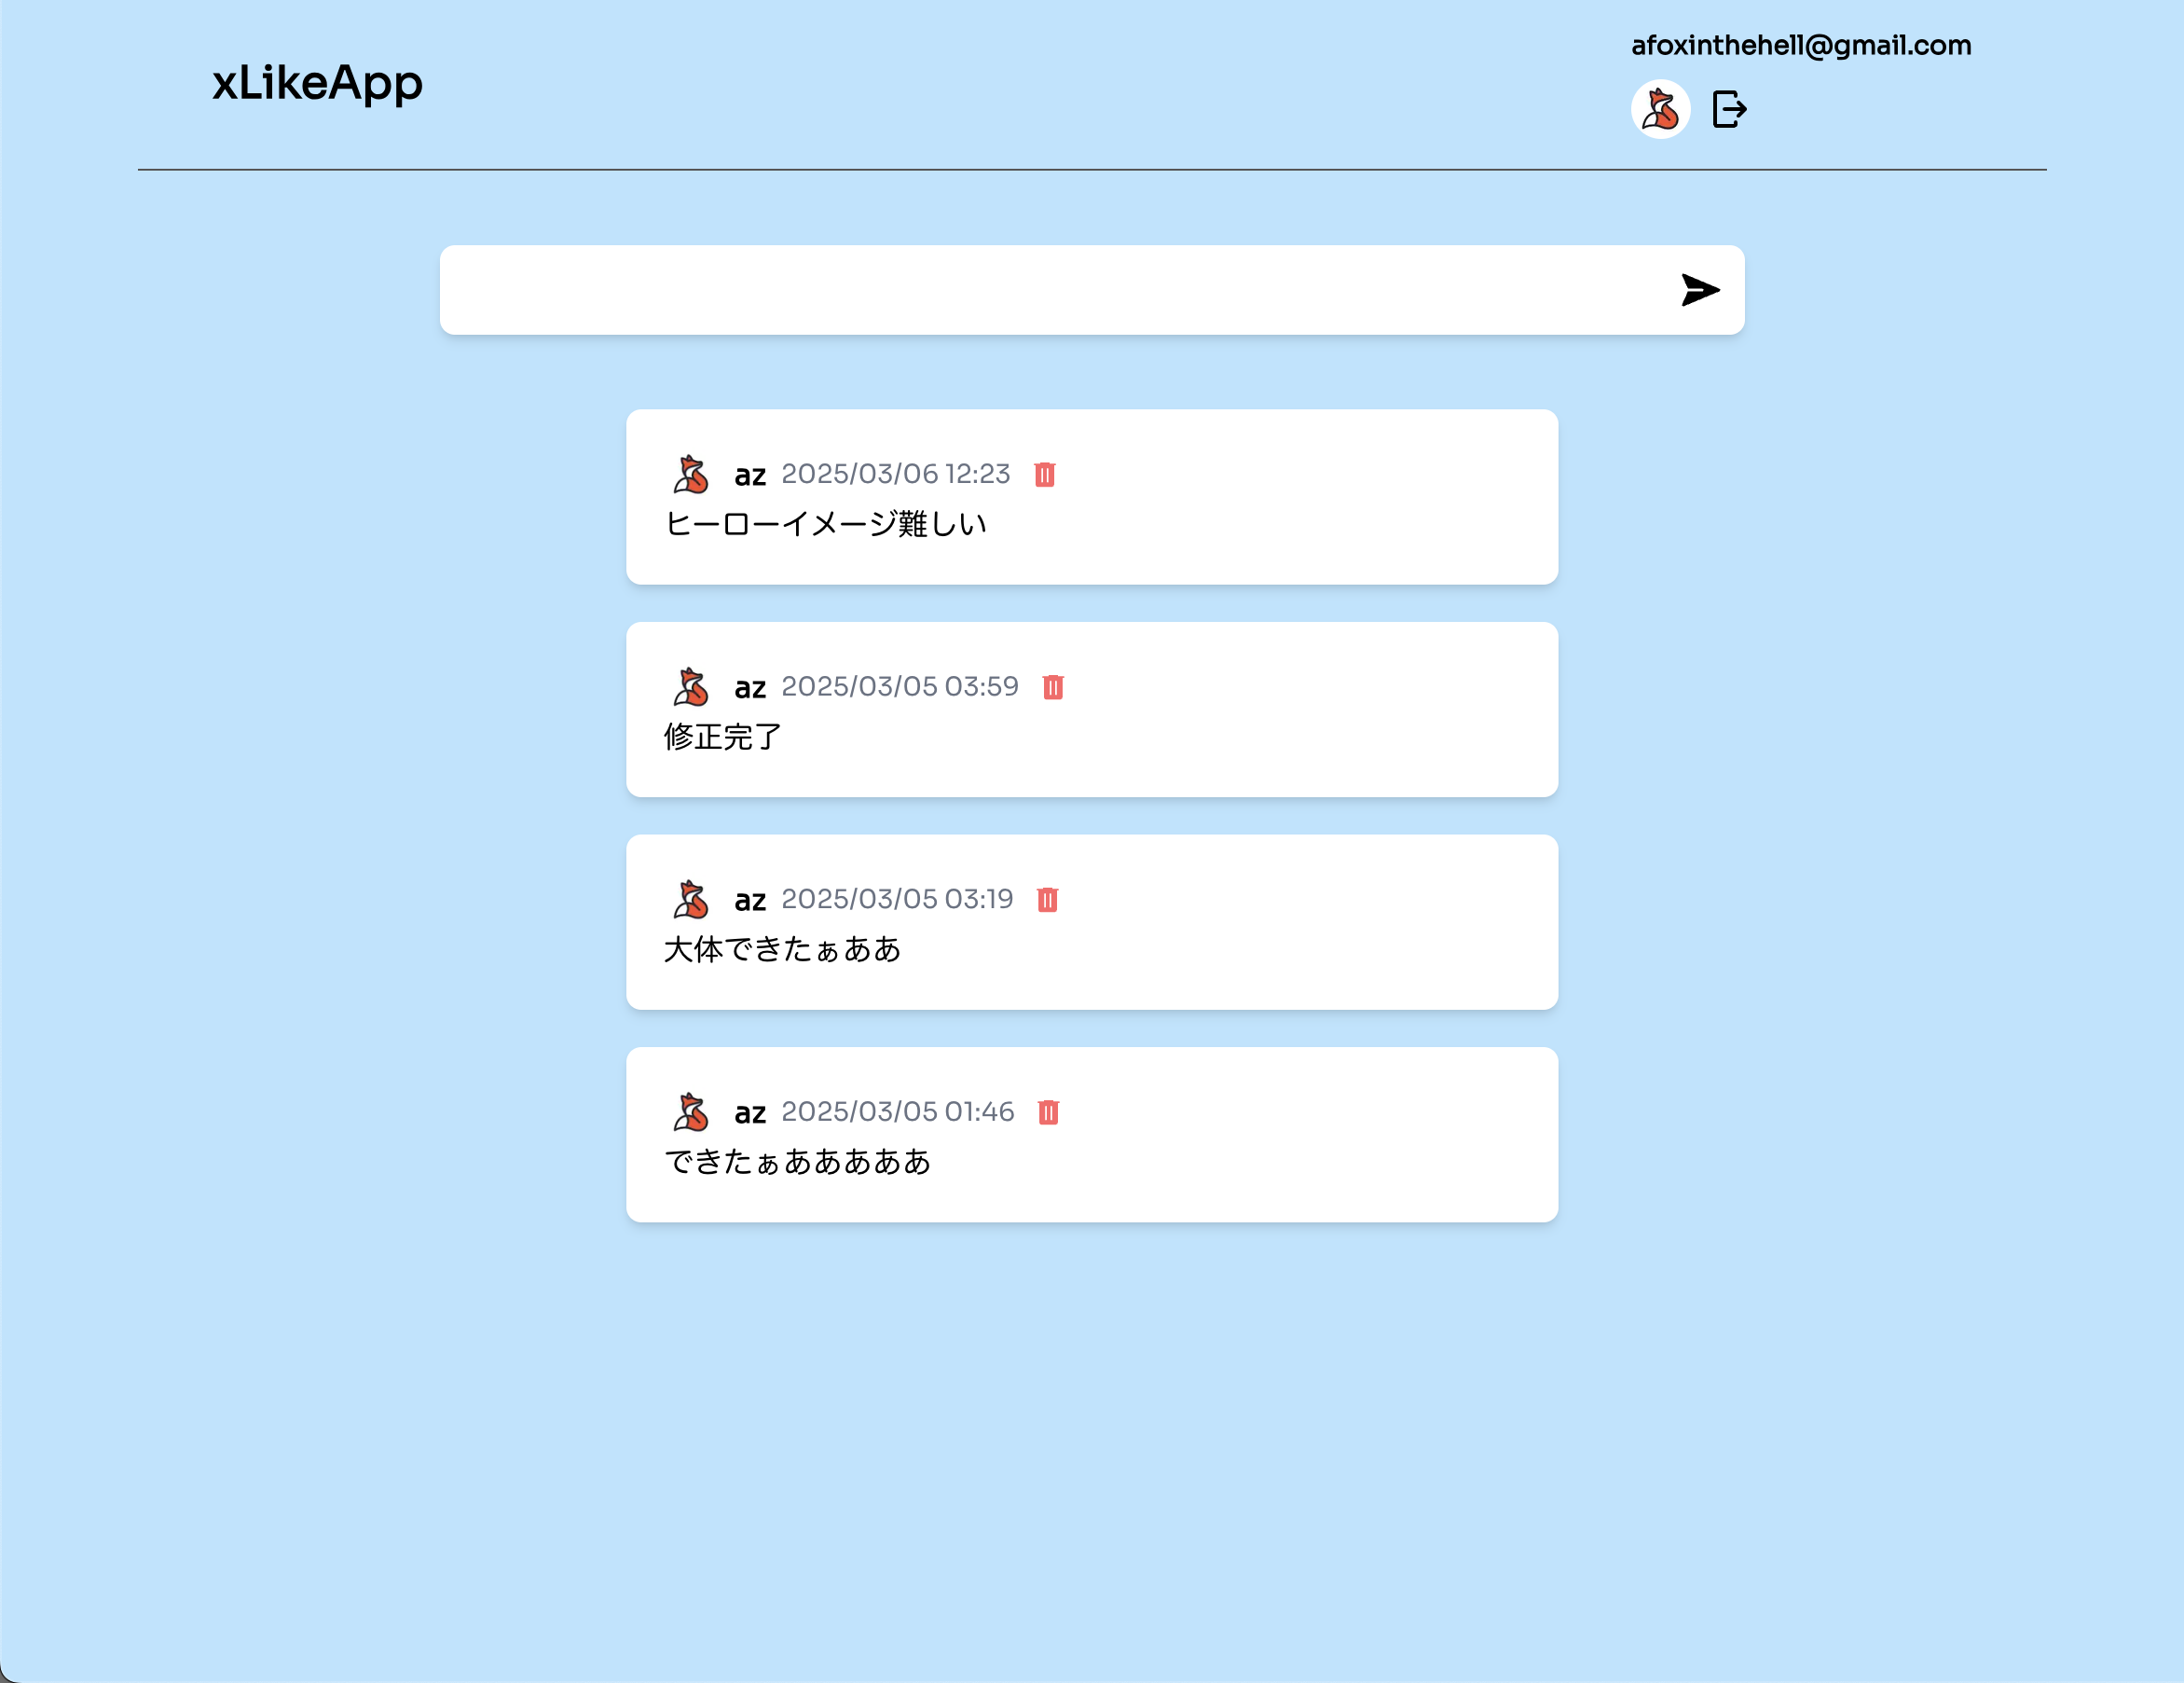 xLikeApp
afoxinthehell@gmail.com
az 2025/03/06 12:23
ヒーローイメージ難しい
az 2025/03/05 03:59
修正完了
az 2025/03/05 03:19
大体できたぁああ
az 2025/03/05 01:46
できたぁあああああ